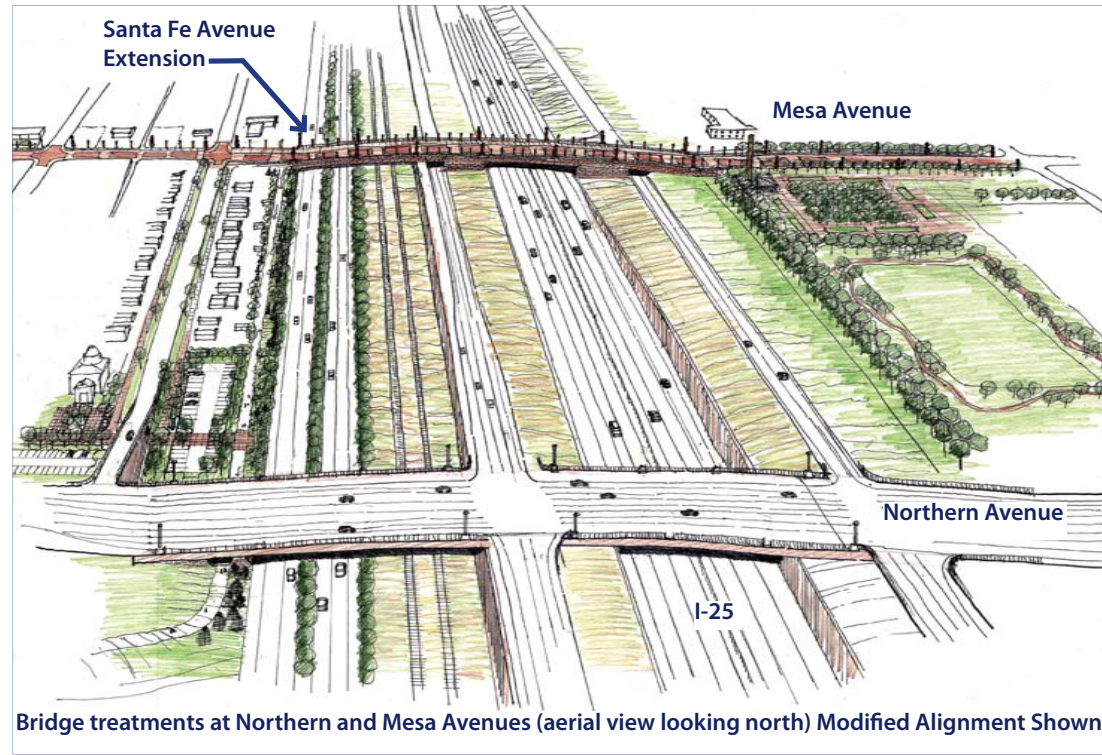 Santa Fe Avenue
Extension
Mesa Avenue
Northern Avenue
I-25
Bridge treatments at Northern and Mesa Avenues (aerial view looking north) Modified Alignment Shown